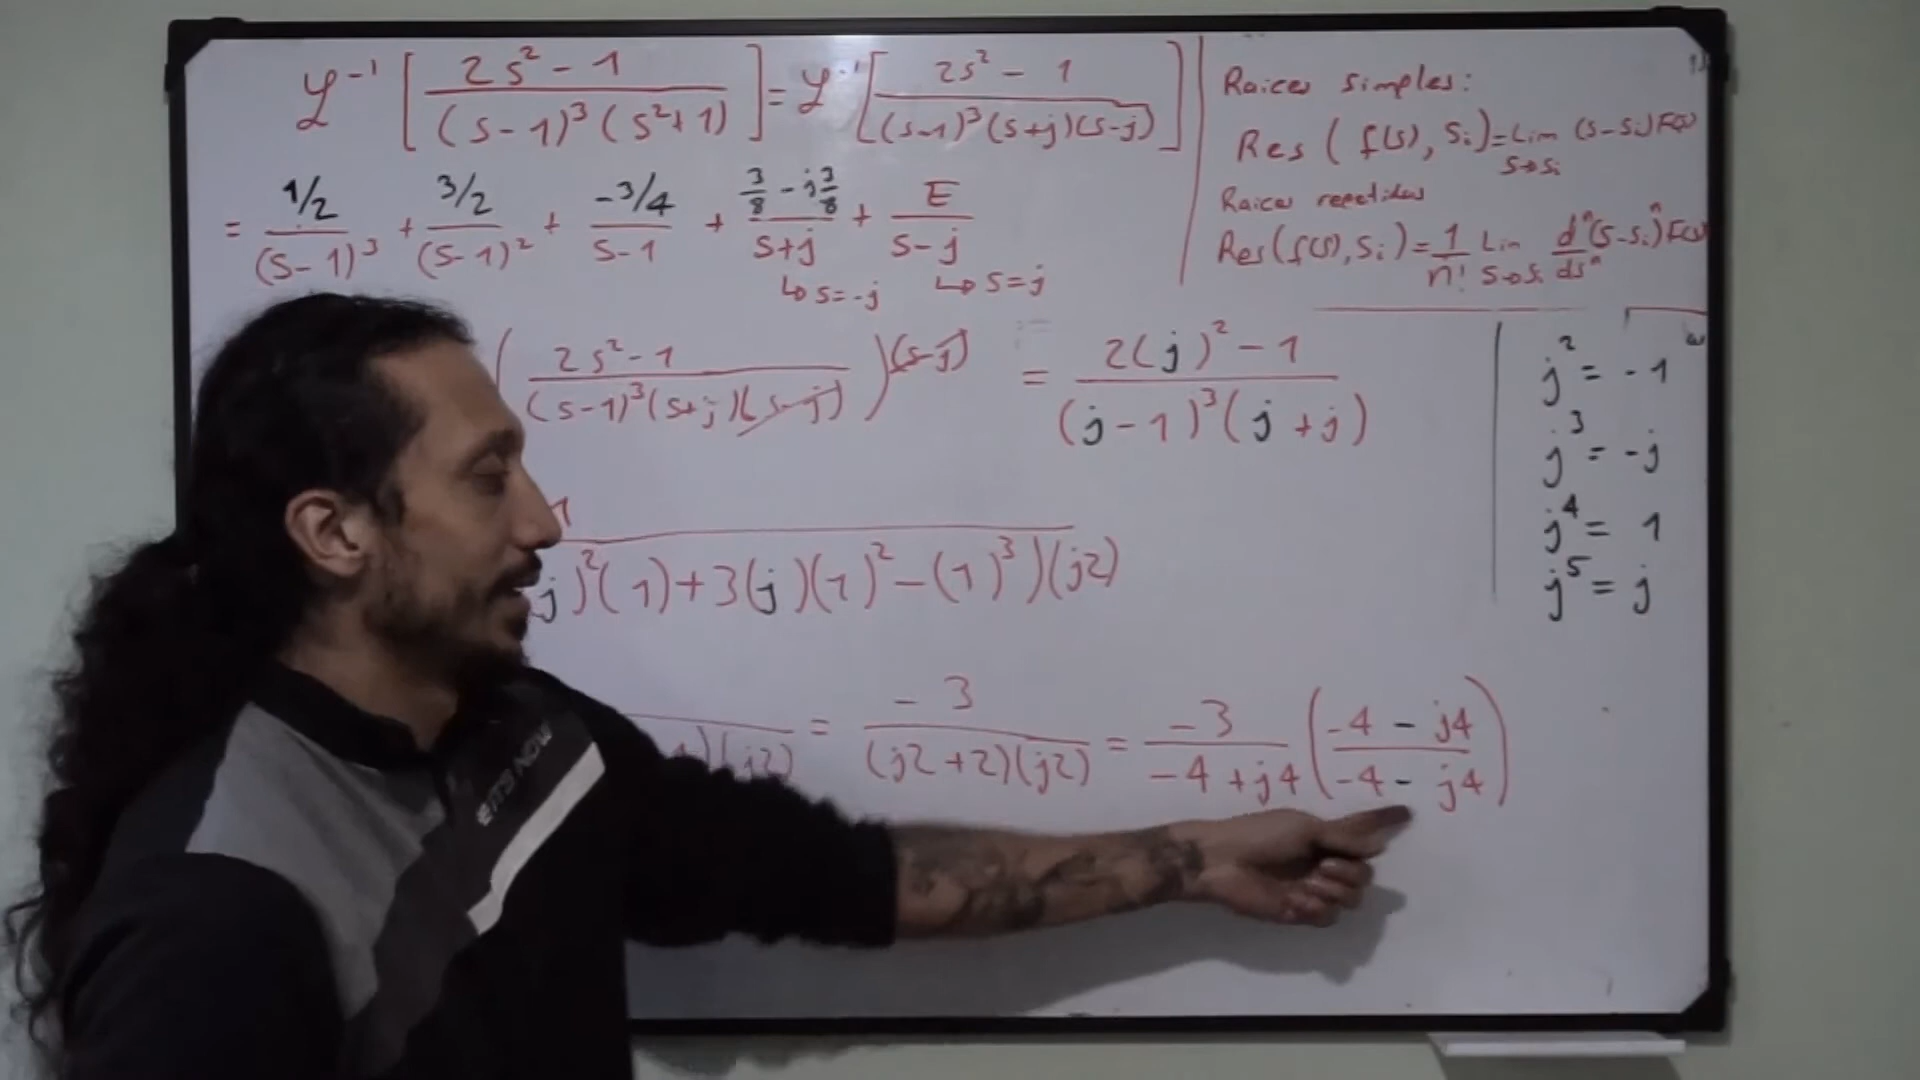 ℒ⁻¹ [ (2s² - 1) / ((s-1)³(s²+1)) ] = ℒ⁻¹ [ (2s² - 1) / ((s-1)³(s+j)(s-j)) ]
= (1/2)/(s-1)³ + (3/2)/(s-1)² + (-3/4)/(s-1) + (3/8 - j3/8)/(s+j) + E/(s-j)
↳ s=-j ↳ s=j
( (2s² - 1) / ((s-1)³(s+j)(s-j)) ) (s-j) = (2(j)² - 1) / ((j-1)³(j+j))
1
j)²(1)+3(j)(1)²-(1)³)(j2)
)(j2) = -3 / ((j2+2)(j2)) = -3 / (-4+j4) ( (-4 - j4) / (-4 - j4) )
Raices simples:
Res ( f(s), si) = Lim s→si (s-si) F(s)
Raices repetidas
Res(f(s), si) = 1/n! Lim s→si dⁿ/dsⁿ (s-si)ⁿ F(s)
j² = -1
j³ = -j
j⁴ = 1
j⁵ = j